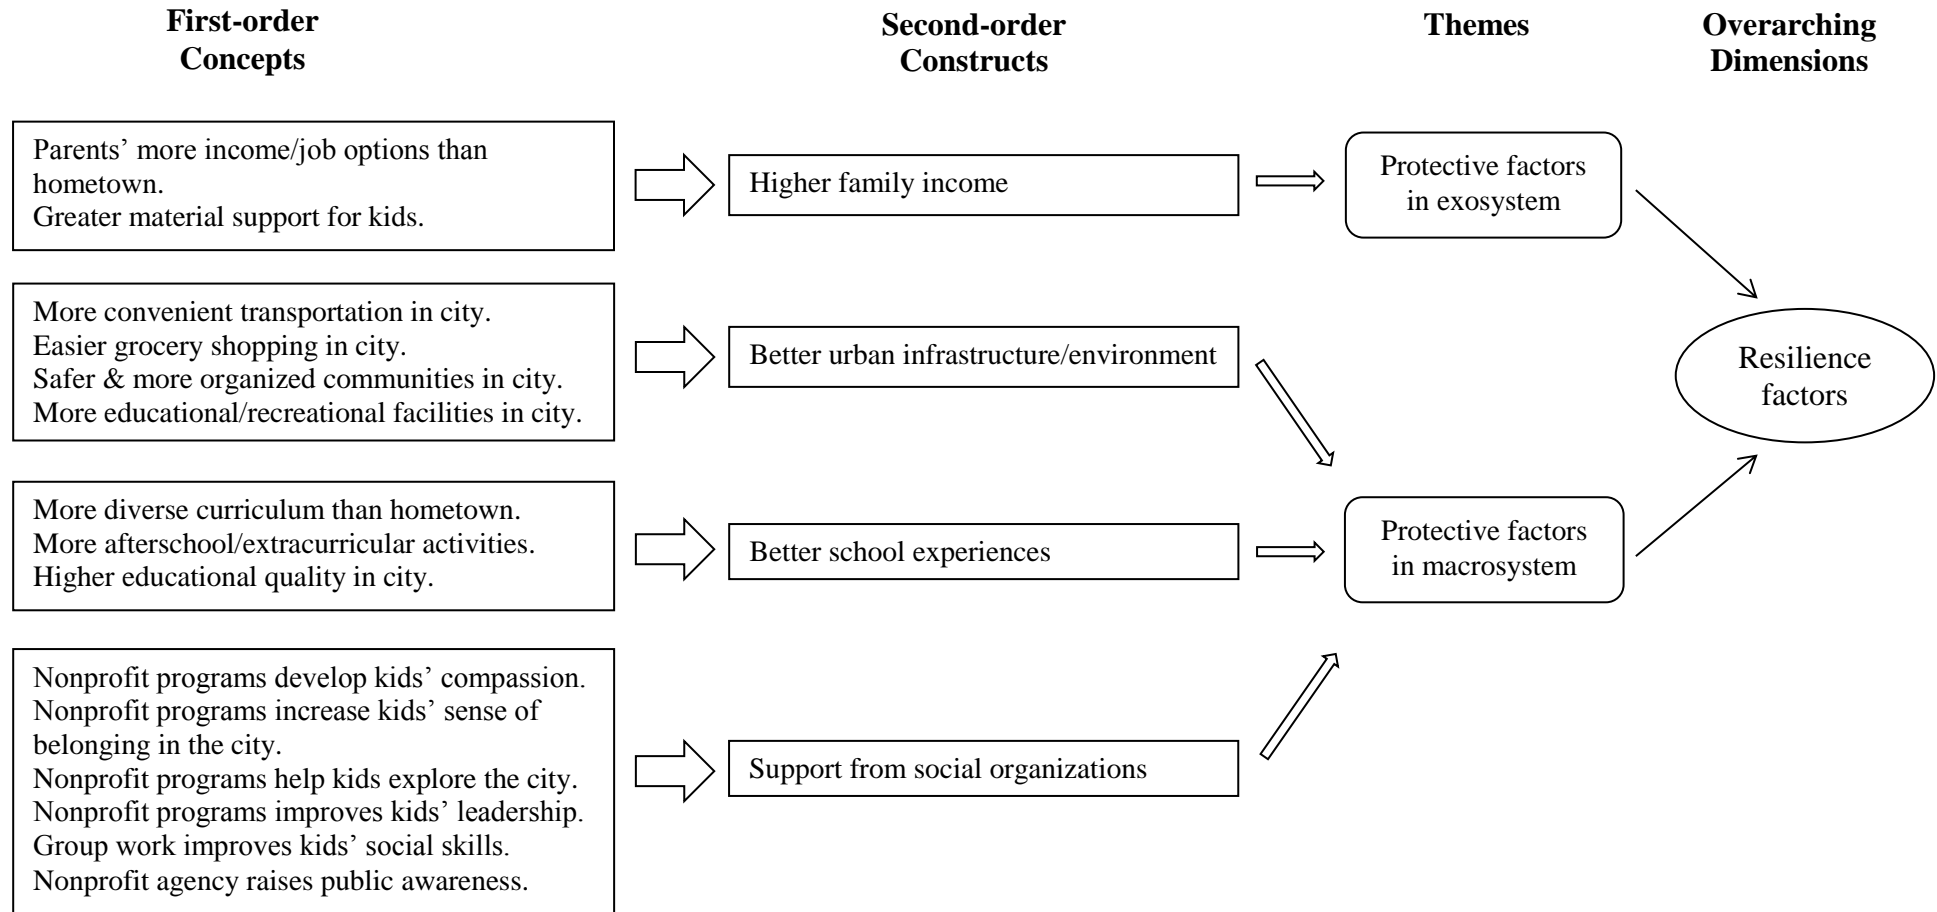 First-order
Concepts
Second-order
Constructs
Themes
Overarching
Dimensions
Parents’ more income/job options than
hometown.
Greater material support for kids.
Higher family income
Protective factors
in exosystem
More convenient transportation in city.
Easier grocery shopping in city.
Safer & more organized communities in city.
More educational/recreational facilities in city.
Better urban infrastructure/environment
Resilience
factors
More diverse curriculum than hometown.
More afterschool/extracurricular activities.
Higher educational quality in city.
Better school experiences
Protective factors
in macrosystem
Nonprofit programs develop kids’ compassion.
Nonprofit programs increase kids’ sense of
belonging in the city.
Nonprofit programs help kids explore the city.
Nonprofit programs improves kids’ leadership.
Group work improves kids’ social skills.
Nonprofit agency raises public awareness.
Support from social organizations